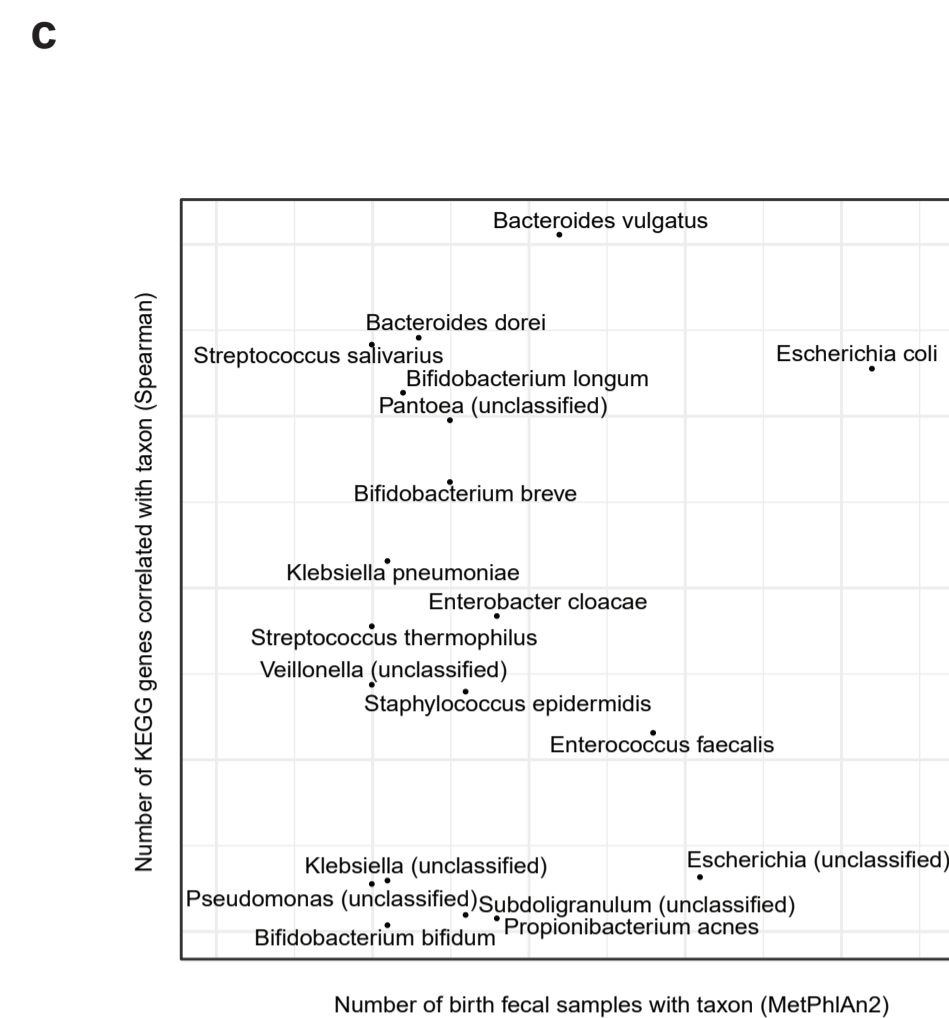 c
Bacteroides vulgatus
Bacteroides dorei
Streptococcus salivarius
Escherichia coli
Bifidobacterium longum
Pantoea (unclassified)
Bifidobacterium breve
Klebsiella pneumoniae
Enterobacter cloacae
Streptococcus thermophilus
Veillonella (unclassified)
Staphylococcus epidermidis
Enterococcus faecalis
Klebsiella (unclassified)
Escherichia (unclassified)
Pseudomonas (unclassified)
Subdoligranulum (unclassified)
Propionibacterium acnes
Bifidobacterium bifidum
Number of KEGG genes correlated with taxon (Spearman)
Number of birth fecal samples with taxon (MetPhlAn2)